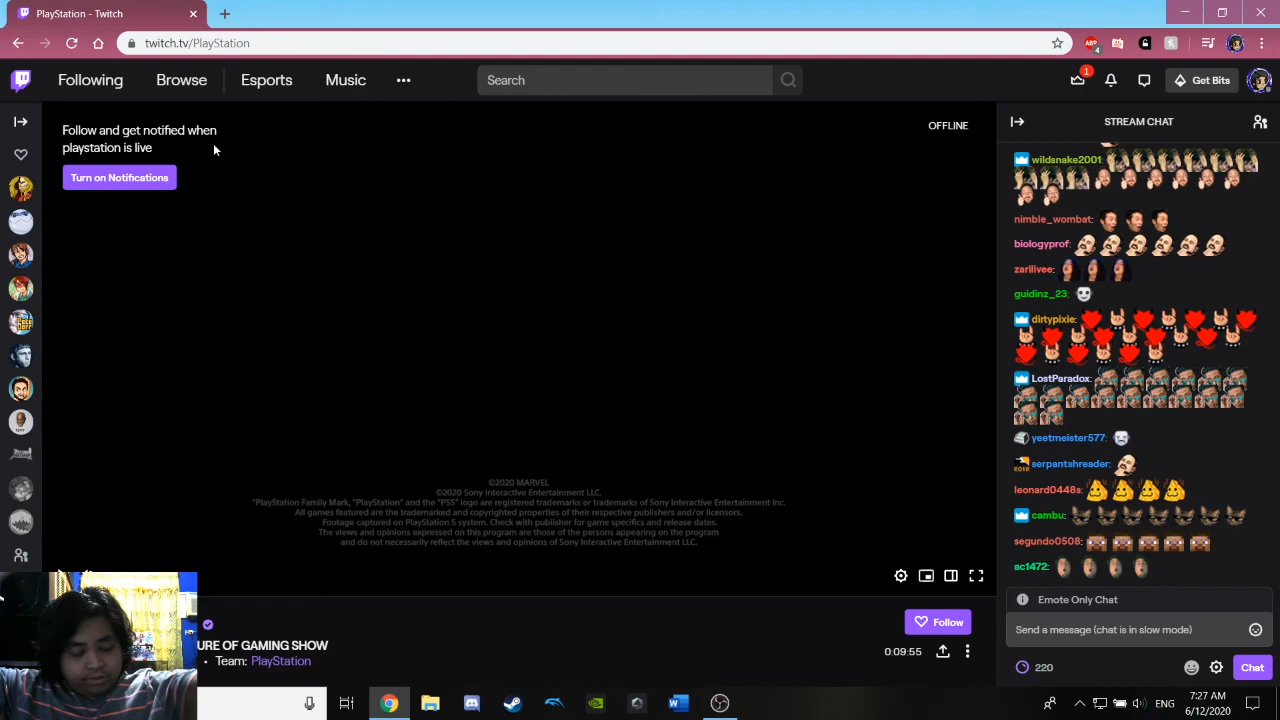 PlayStation - Twitch
twitch.tv/PlayStation
4
Following
Browse
Esports
Music
Search
1
Get Bits
Follow and get notified when
playstation is live
Turn on Notifications
OFFLINE
©2020 MARVEL
©2020 Sony Interactive Entertainment LLC.
"PlayStation Family Mark, "PlayStation" and the "PS5" logo are registered trademarks or trademarks of Sony Interactive Entertainment Inc.
All games featured are the trademarked and copyrighted properties of their respective publishers and/or licensors.
Footage captured on PlayStation 5 system. Check with publisher for game specifics and release dates.
The views and opinions expressed on this program are those of the persons appearing on the program
and do not necessarily reflect the views and opinions of Sony Interactive Entertainment LLC.
URE OF GAMING SHOW
• Team: PlayStation
Follow
0:09:55
STREAM CHAT
wildsnake2001:
nimble_wombat:
biologyprof:
zarilivee:
guidinz_23:
dirtypixie:
LostParadox:
yeetmeister577:
serpantshreader:
leonard0448s:
cambu:
segundo0508:
ac1472:
Emote Only Chat
Send a message (chat is in slow mode)
220
Chat
ENG
7:27 AM
6/12/2020